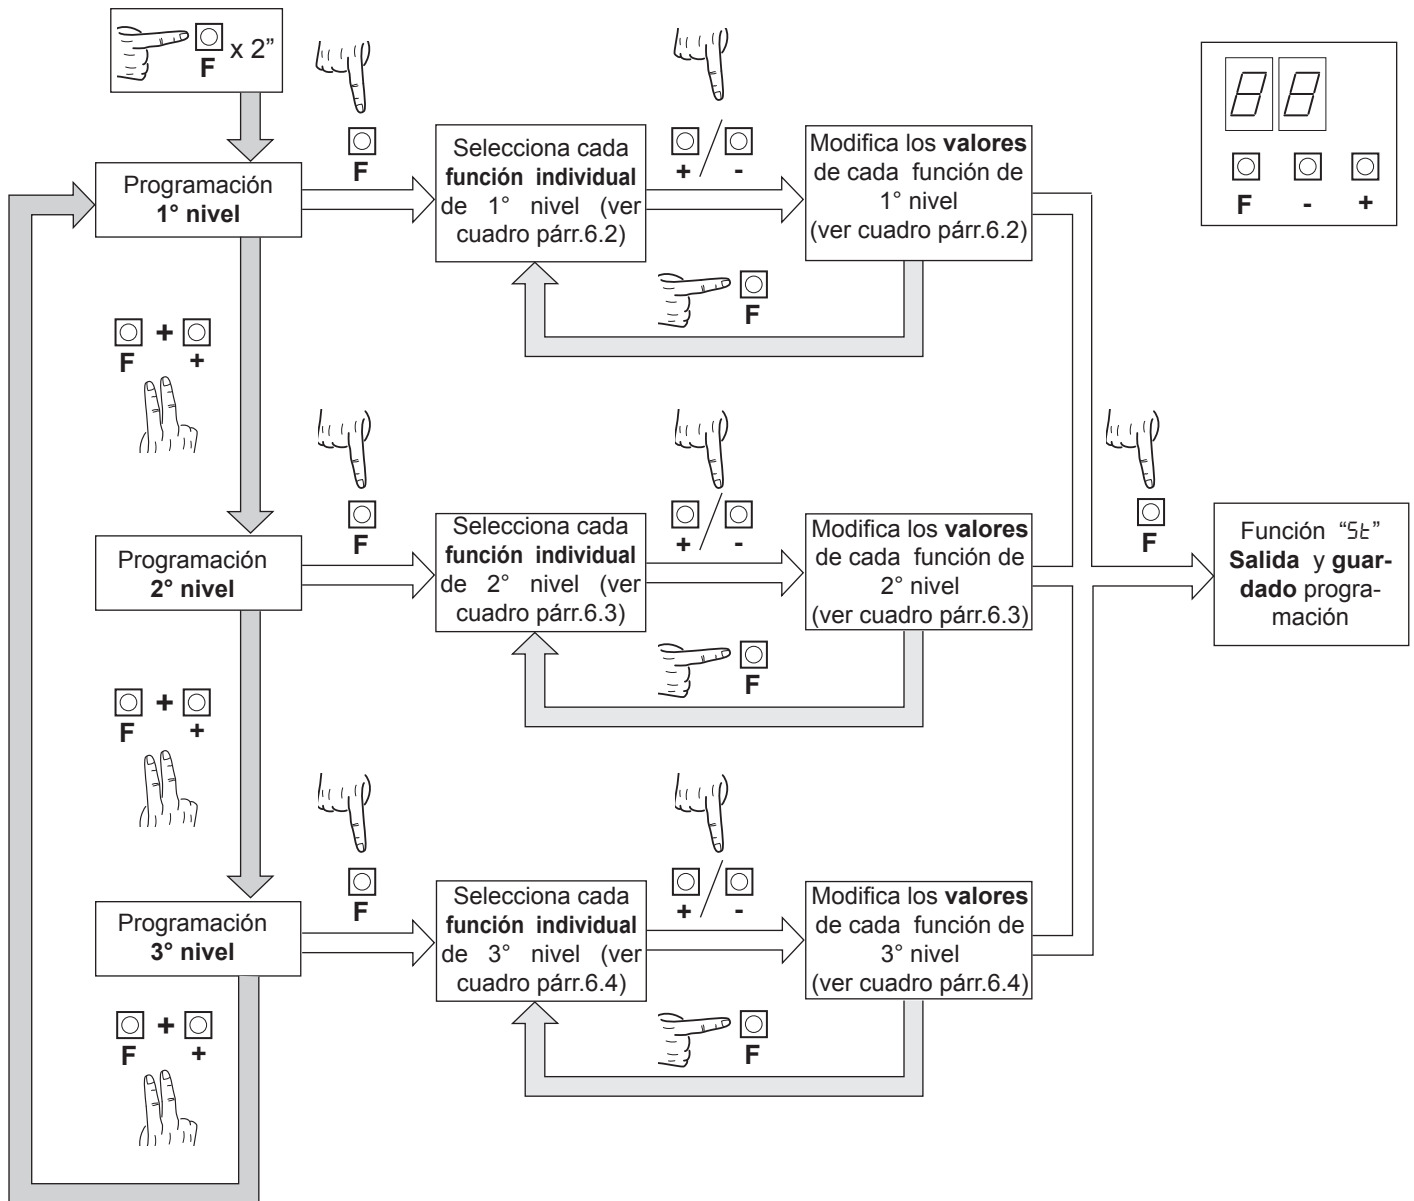 F x 2”
F
+ / -
F - +
Programación
1° nivel
Selecciona cada
función individual
de 1° nivel (ver
cuadro párr.6.2)
Modifica los valores
de cada función de
1° nivel
(ver cuadro párr.6.2)
F
F + +
F
+ / -
F
Programación
2° nivel
Selecciona cada
función individual
de 2° nivel (ver
cuadro párr.6.3)
Modifica los valores
de cada función de
2° nivel
(ver cuadro párr.6.3)
Función “St”
Salida y guar-
dado progra-
mación
F
F + +
F
+ / -
Programación
3° nivel
Selecciona cada
función individual
de 3° nivel (ver
cuadro párr.6.4)
Modifica los valores
de cada función de
3° nivel
(ver cuadro párr.6.4)
F
F + +